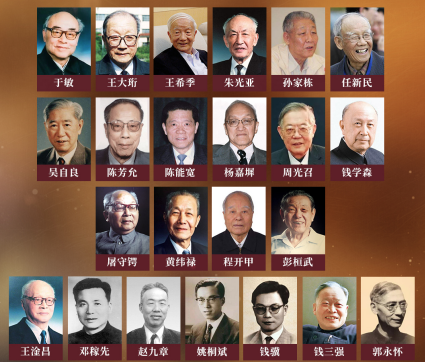 于敏 王大珩 王希季 朱光亚 孙家栋 任新民
吴自良 陈芳允 陈能宽 杨嘉墀 周光召 钱学森
屠守锷 黄纬禄 程开甲 彭桓武
王淦昌 邓稼先 赵九章 姚桐斌 钱骥 钱三强 郭永怀